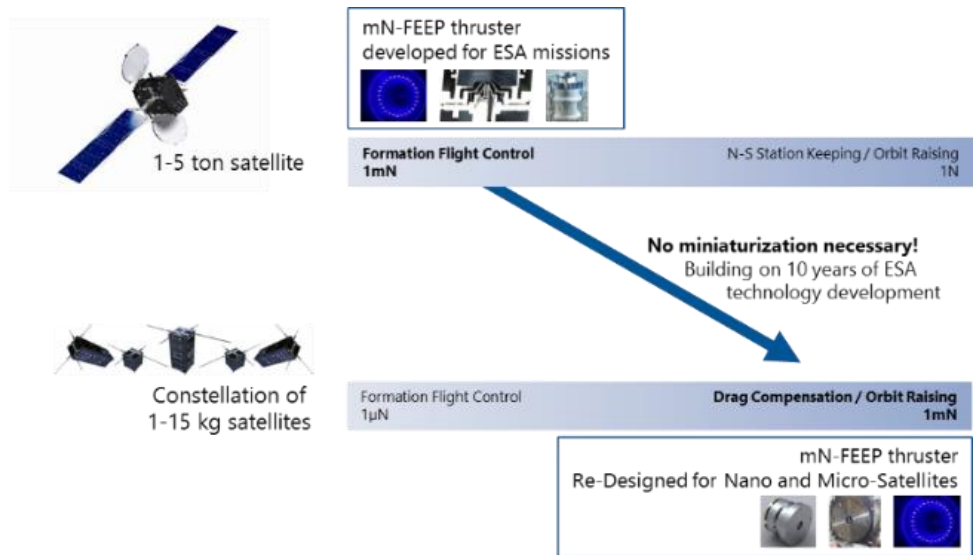 mN-FEEP thruster
developed for ESA missions
1-5 ton satellite
Formation Flight Control
1mN
N-S Station Keeping / Orbit Raising
1N
No miniaturization necessary!
Building on 10 years of ESA
technology development
Constellation of
1-15 kg satellites
Formation Flight Control
1µN
Drag Compensation / Orbit Raising
1mN
mN-FEEP thruster
Re-Designed for Nano and Micro-Satellites